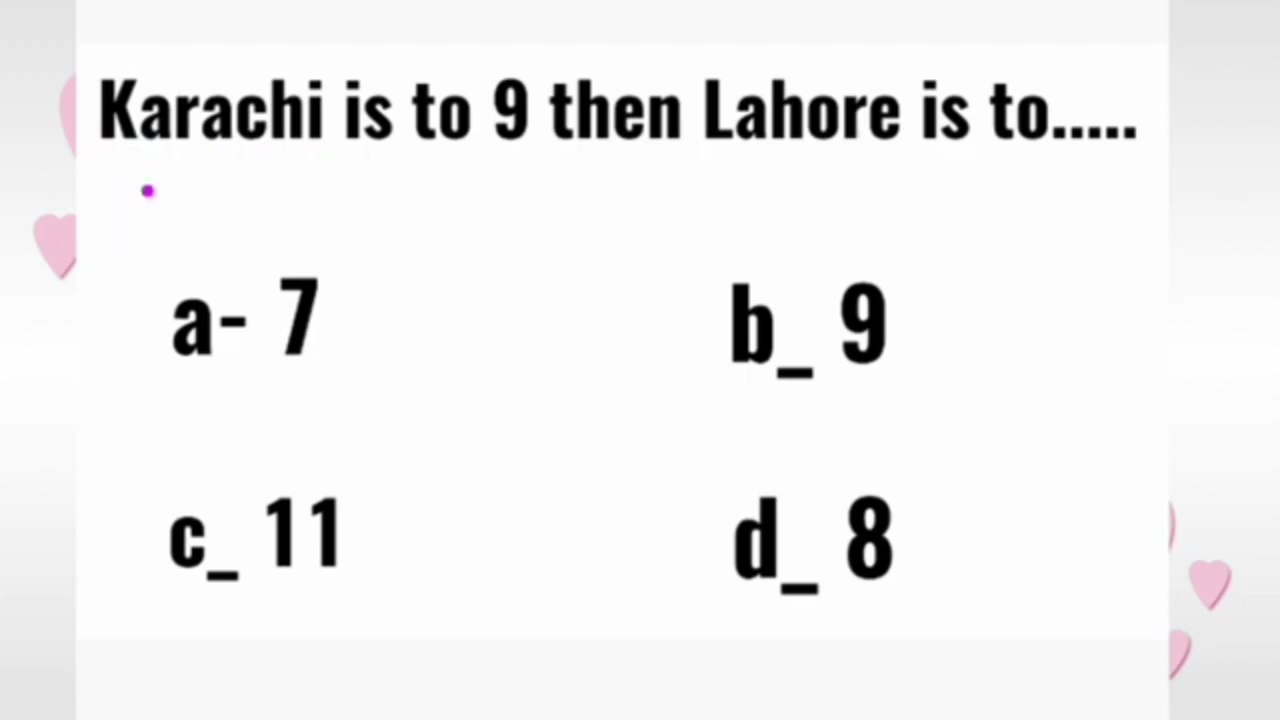 Karachi is to 9 then Lahore is to.....
a- 7
b_ 9
c_ 11
d_ 8